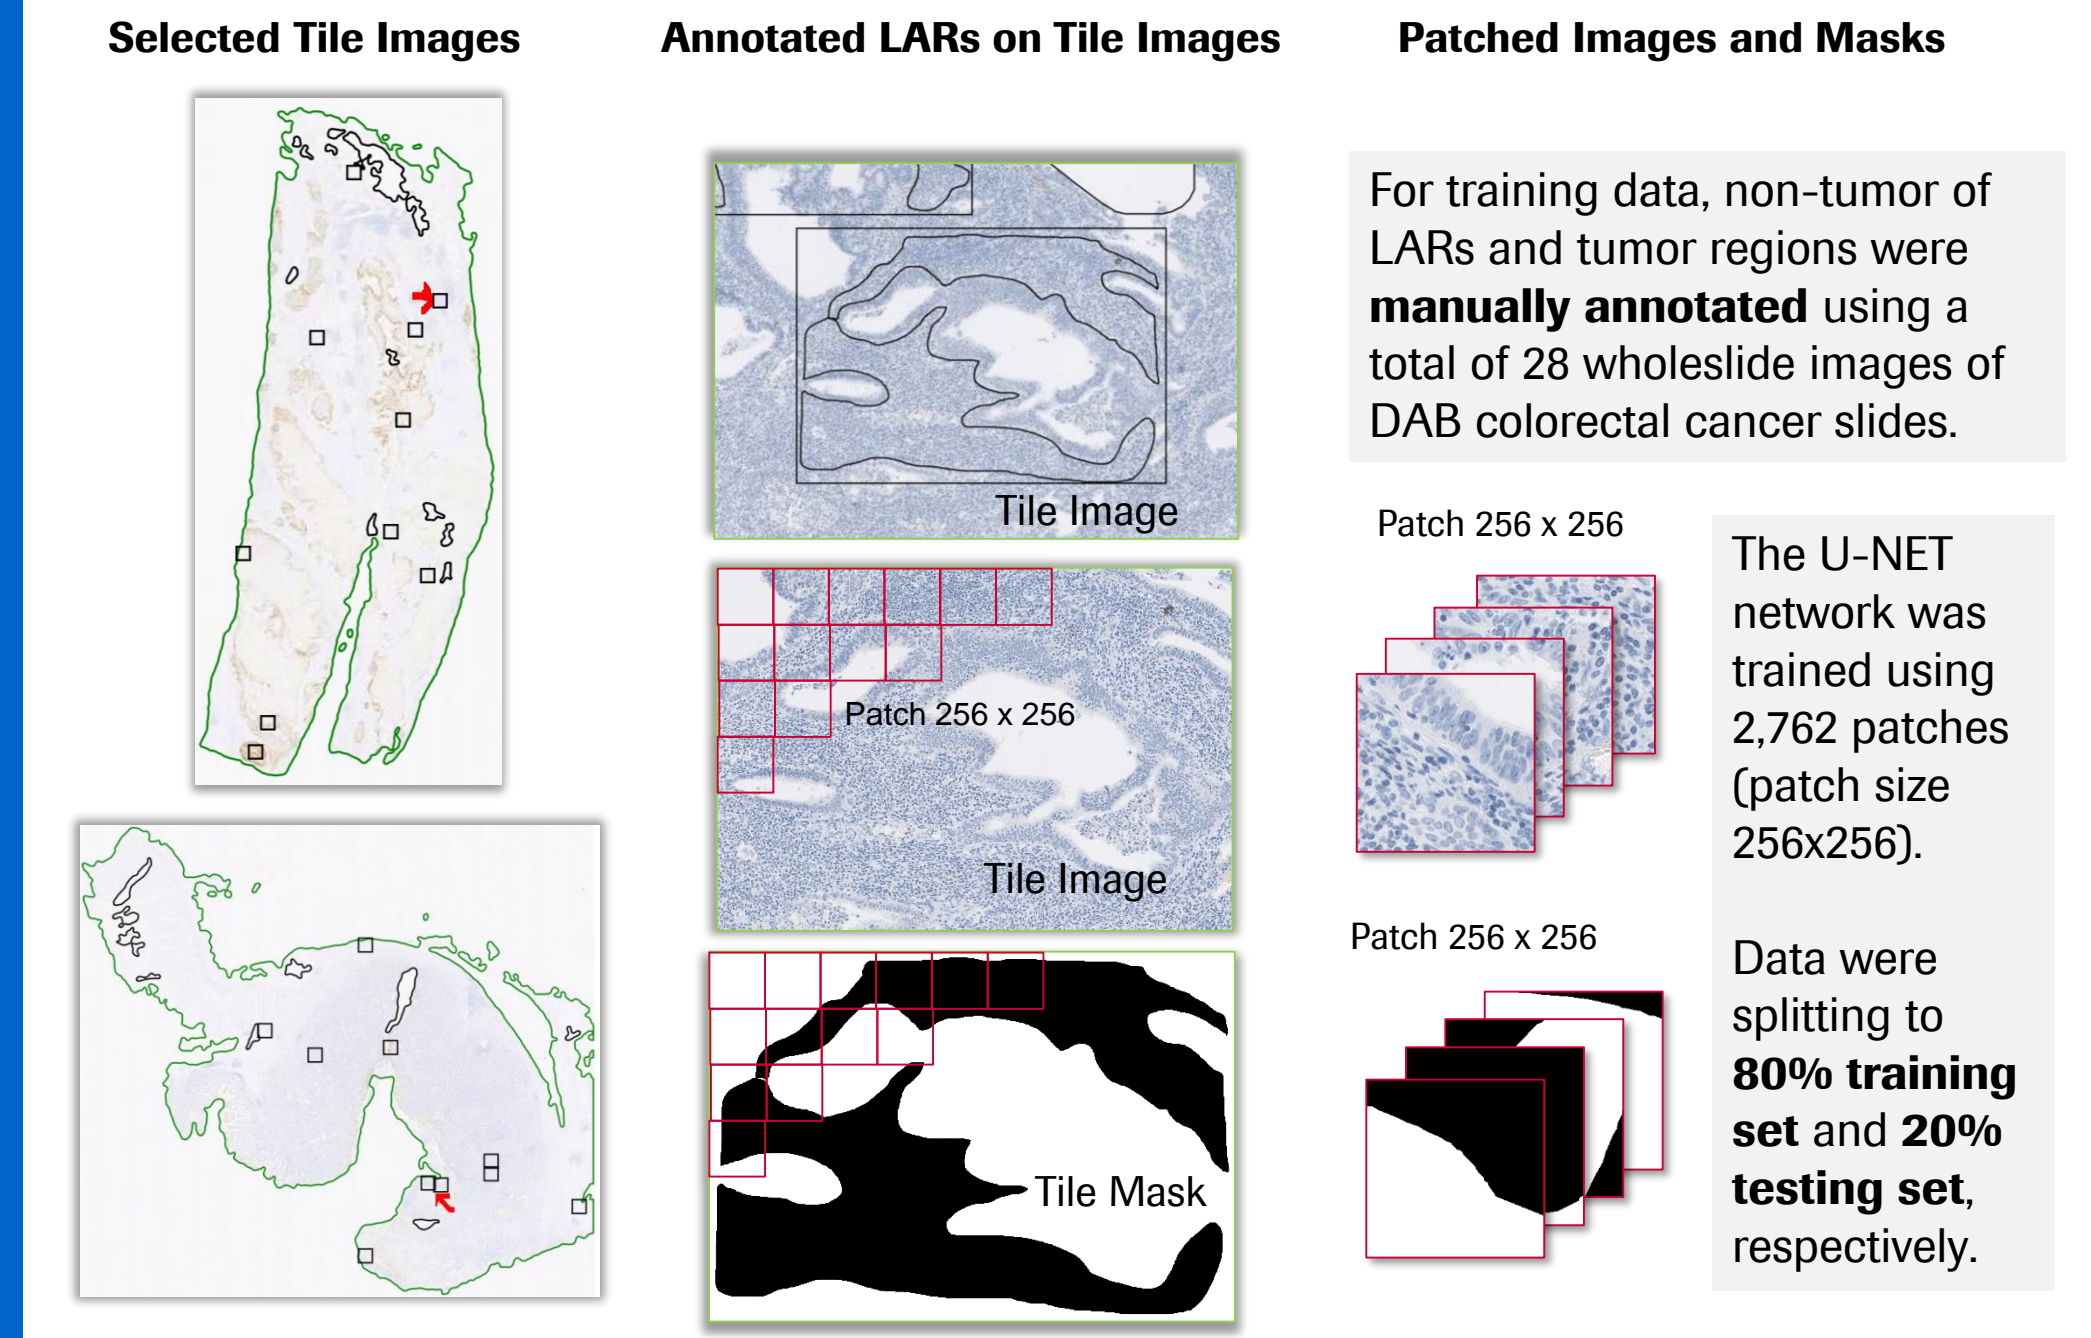 Selected Tile Images
Annotated LARs on Tile Images
Patched Images and Masks
Tile Image
Patch 256 x 256
Tile Image
Tile Mask
For training data, non-tumor of
LARs and tumor regions were
manually annotated using a
total of 28 wholeslide images of
DAB colorectal cancer slides.
Patch 256 x 256
Patch 256 x 256
The U-NET
network was
trained using
2,762 patches
(patch size
256x256).
Data were
splitting to
80% training
set and 20%
testing set,
respectively.